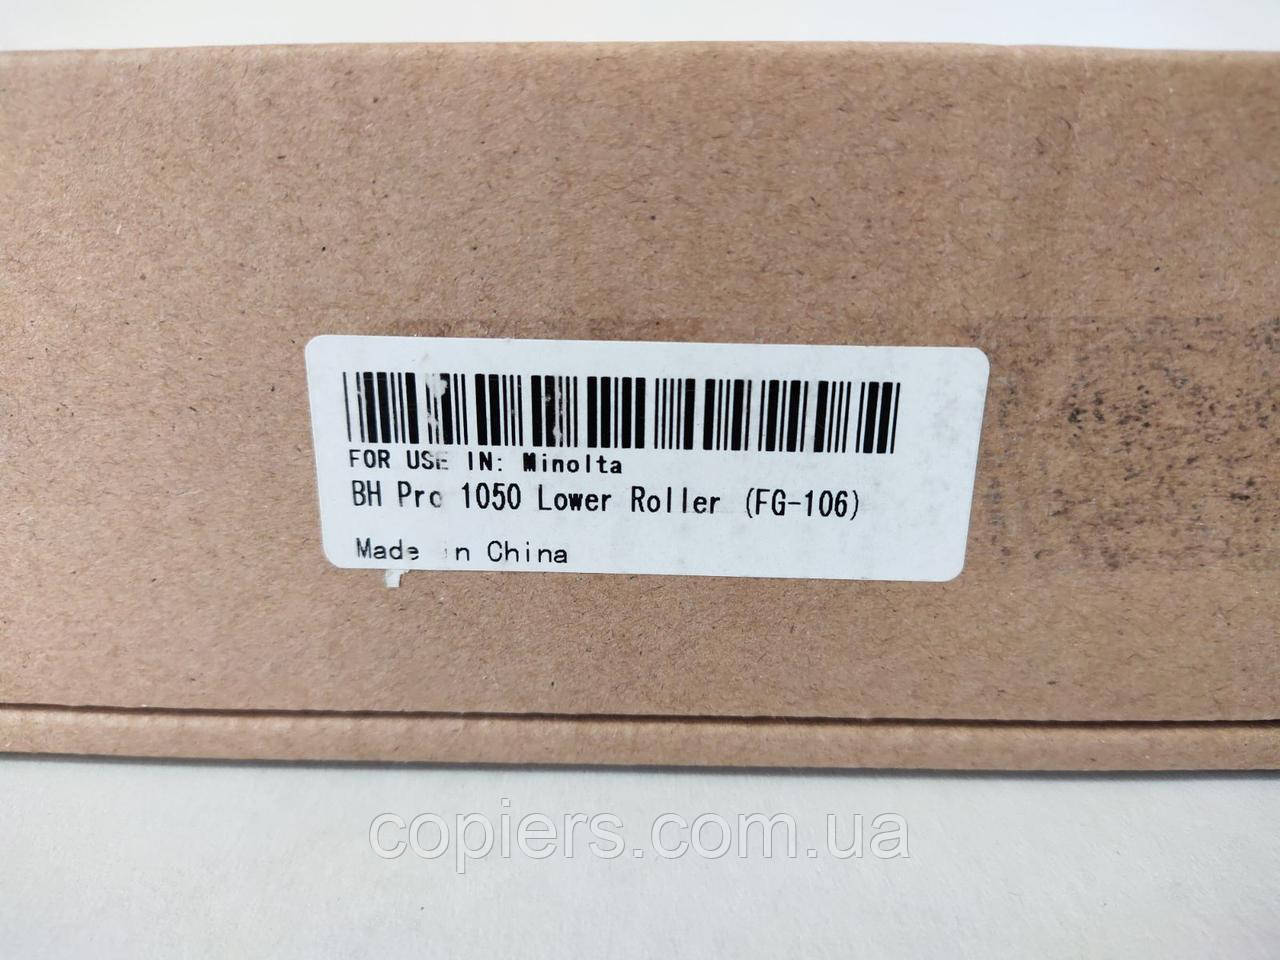 FOR USE IN: Minolta
BH Pro 1050 Lower Roller (FG-106)
Made in China
copiers.com.ua